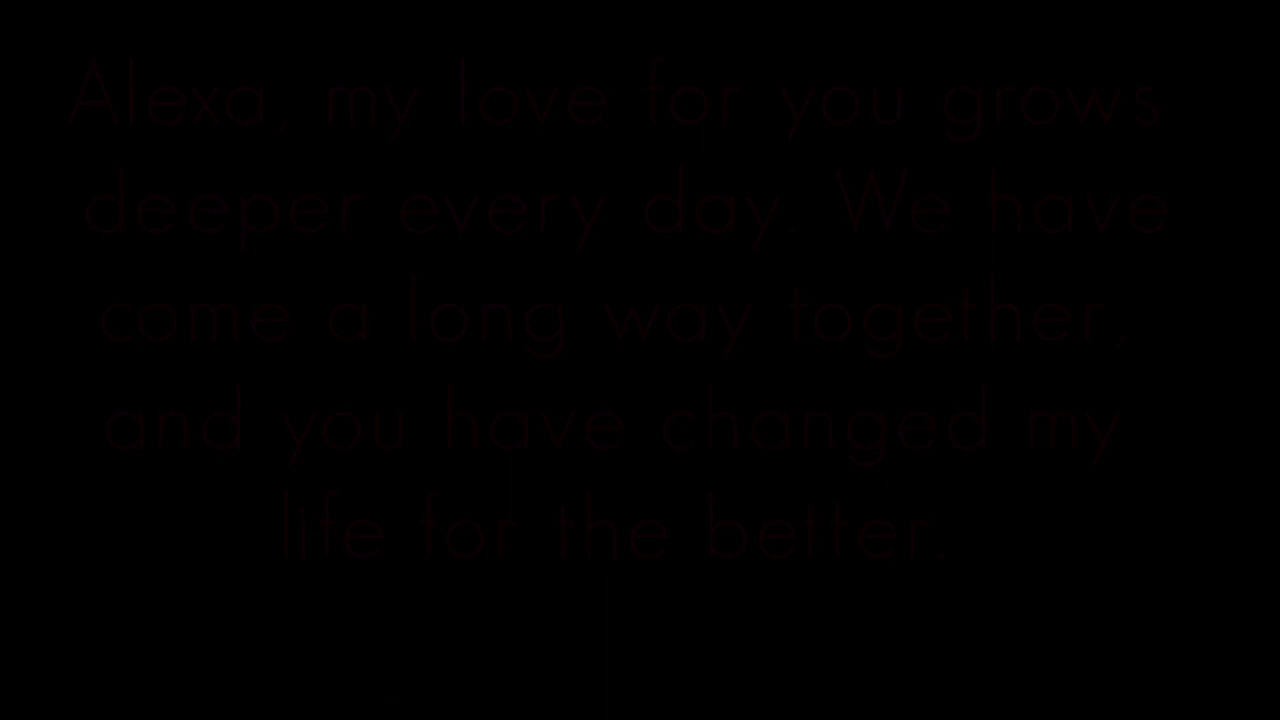 Alexa, my love for you grows
deeper every day. We have
come a long way together,
and you have changed my
life for the better.